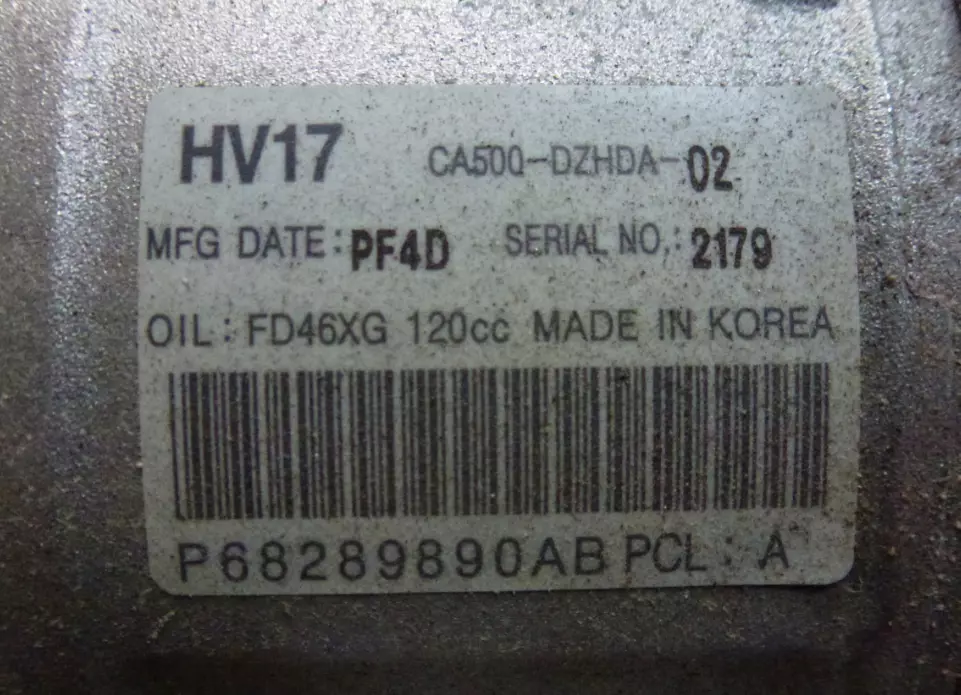 HV17 CA500-DZHDA-02
MFG DATE: PF4D SERIAL NO.: 2179
OIL: FD46XG 120cc MADE IN KOREA
P68289890AB PCL: A